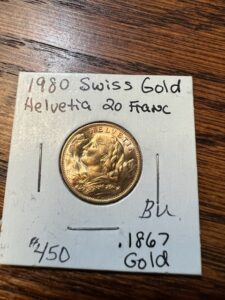 1980 Swiss Gold
Helvetia 20 Franc
HELVETIA
BU
450
.1867
Gold